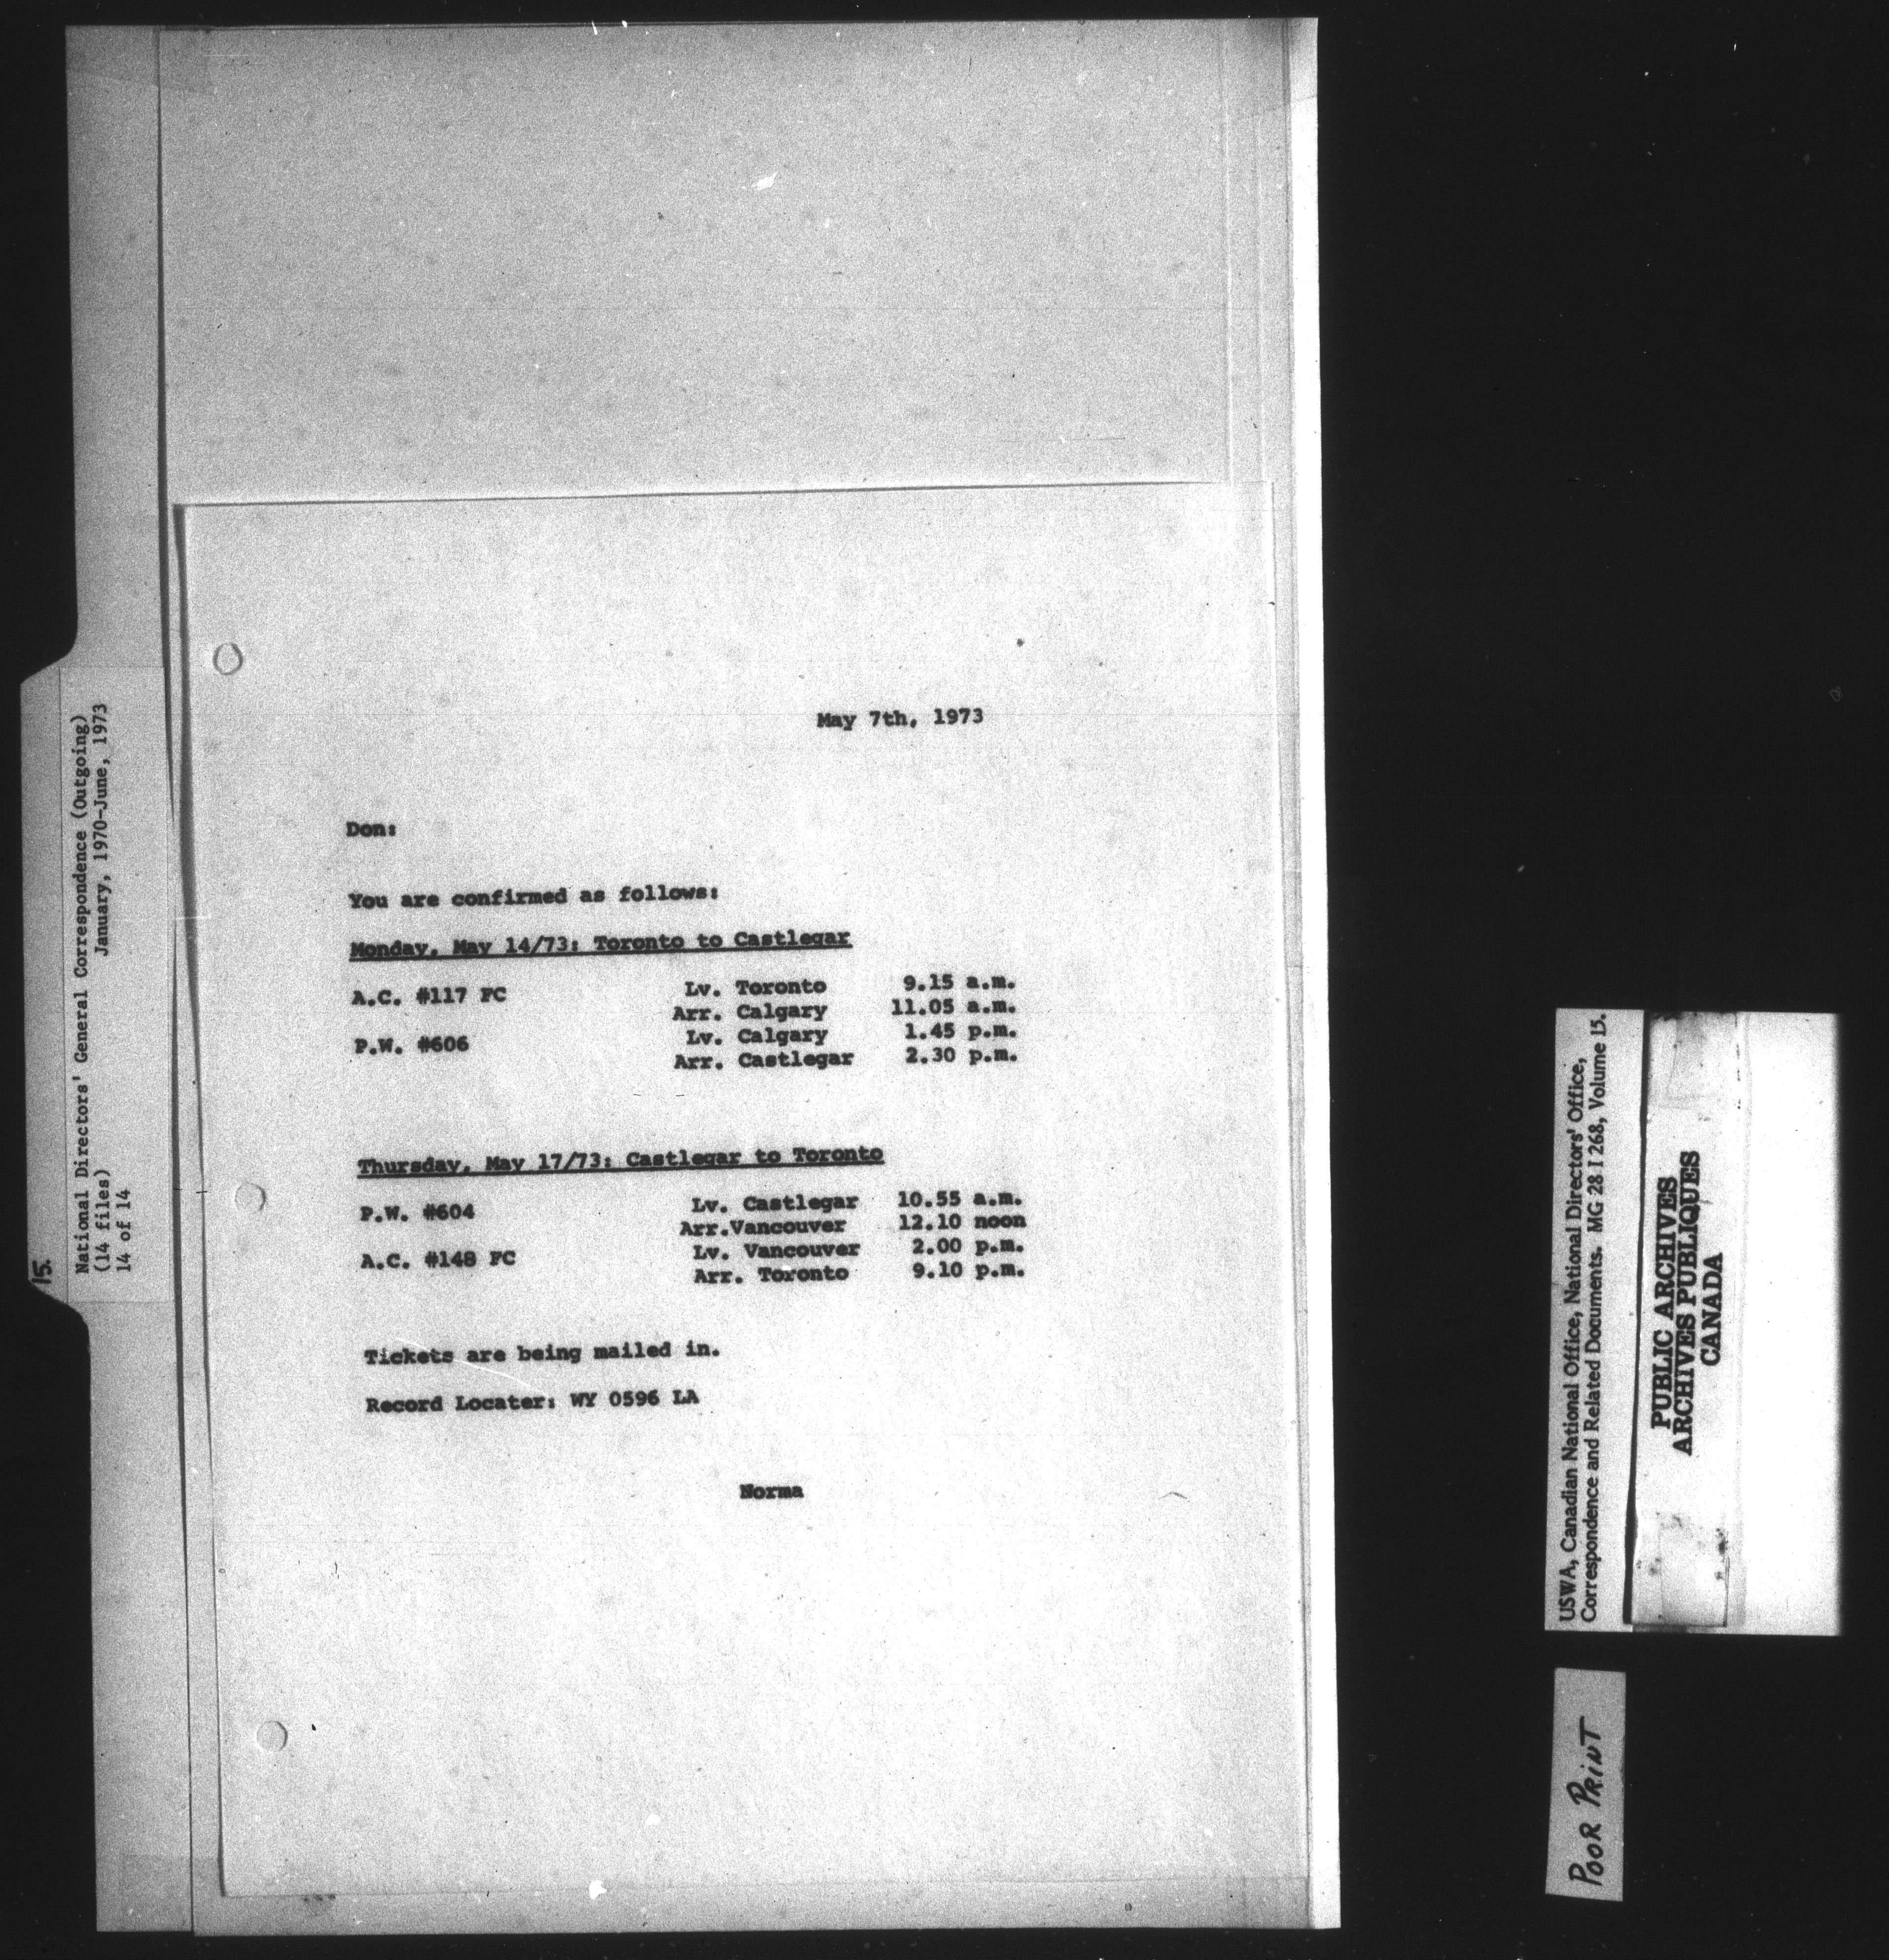 15.
National Directors' General Correspondence (Outgoing)
(14 files) January, 1970-June, 1973
14 of 14
May 7th, 1973
Don:
You are confirmed as follows:
Monday, May 14/73: Toronto to Castlegar
A.C. #117 FC Lv. Toronto 9.15 a.m.
Arr. Calgary 11.05 a.m.
P.W. #606 Lv. Calgary 1.45 p.m.
Arr. Castlegar 2.30 p.m.
Thursday, May 17/73: Castlegar to Toronto
P.W. #604 Lv. Castlegar 10.55 a.m.
Arr.Vancouver 12.10 noon
A.C. #148 FC Lv. Vancouver 2.00 p.m.
Arr. Toronto 9.10 p.m.
Tickets are being mailed in.
Record Locater: WY 0596 LA
Norma
USWA, Canadian National Office, National Directors' Office,
Correspondence and Related Documents. MG 28 I 268, Volume 15.
PUBLIC ARCHIVES
ARCHIVES PUBLIQUES
CANADA
POOR PRINT